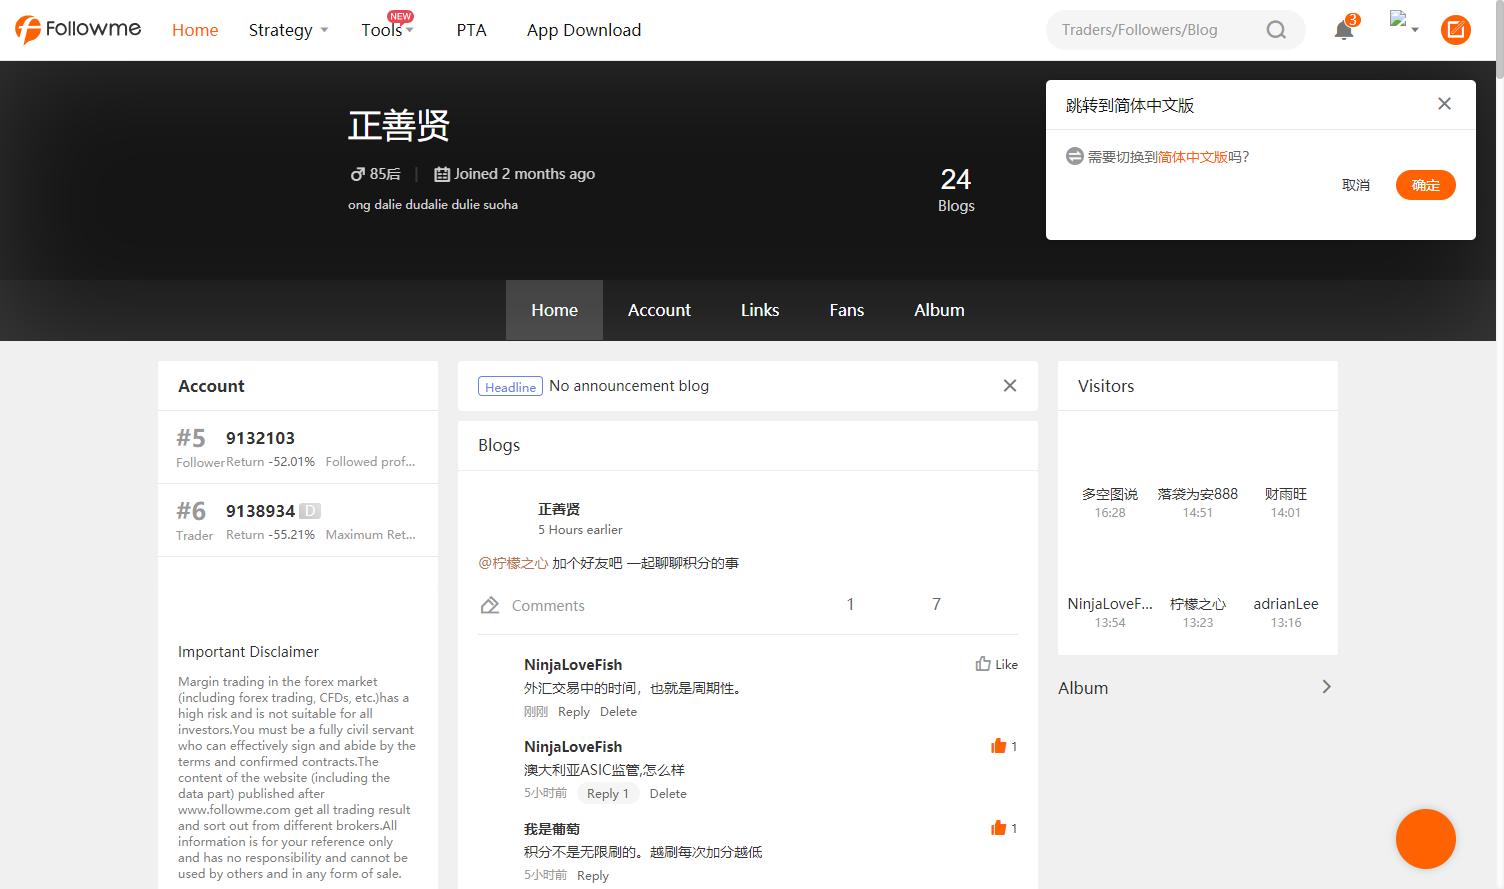 Followme
Home
Strategy
Tools
NEW
PTA
App Download
Traders/Followers/Blog
3
跳转到简体中文版
需要切换到简体中文版吗?
取消
确定
正善贤
85后
Joined 2 months ago
ong dalie dudalie dulie suoha
24
Blogs
Home
Account
Links
Fans
Album
Account
#5
9132103
Follower
Return -52.01%
Followed prof...
#6
9138934 D
Trader
Return -55.21%
Maximum Ret...
Important Disclaimer
Margin trading in the forex market
(including forex trading, CFDs, etc.)has a
high risk and is not suitable for all
investors.You must be a fully civil servant
who can effectively sign and abide by the
terms and confirmed contracts.The
content of the website (including the
data part) published after
www.followme.com get all trading result
and sort out from different brokers.All
information is for your reference only
and has no responsibility and cannot be
used by others and in any form of sale.
Headline
No announcement blog
Blogs
正善贤
5 Hours earlier
@柠檬之心 加个好友吧 一起聊聊积分的事
Comments
1
7
NinjaLoveFish
Like
外汇交易中的时间，也就是周期性。
刚刚
Reply
Delete
NinjaLoveFish
1
澳大利亚ASIC监管,怎么样
5小时前
Reply 1
Delete
我是葡萄
1
积分不是无限刷的。越刷每次加分越低
5小时前
Reply
Visitors
多空图说
落袋为安888
财雨旺
16:28
14:51
14:01
NinjaLoveF...
柠檬之心
adrianLee
13:54
13:23
13:16
Album